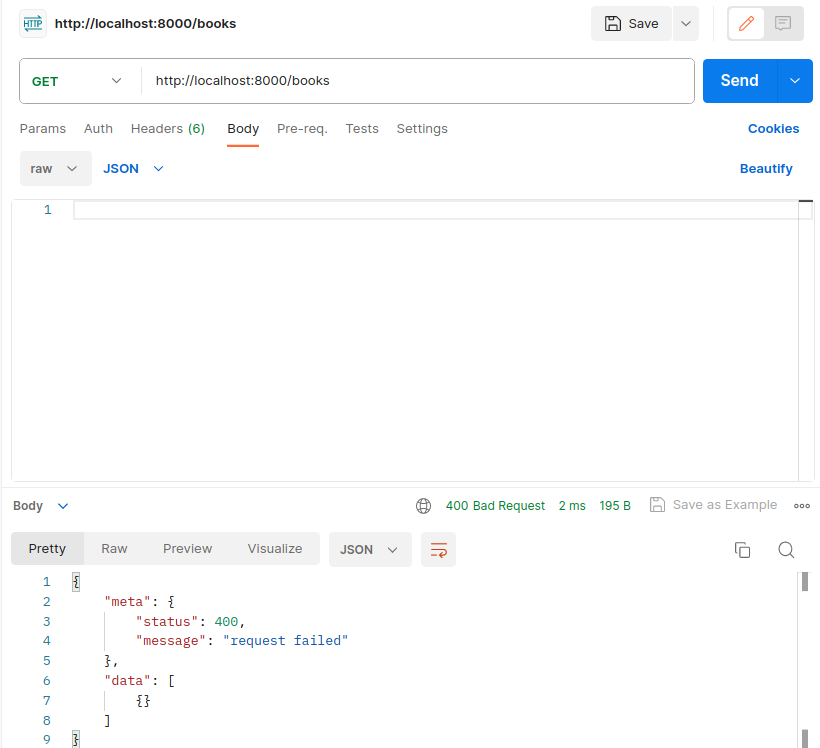 HTTP http://localhost:8000/books Save
GET http://localhost:8000/books Send
Params Auth Headers (6) Body Pre-req. Tests Settings Cookies
raw JSON Beautify
1
Body 400 Bad Request 2 ms 195 B Save as Example
Pretty Raw Preview Visualize JSON
1 {
2 "meta": {
3 "status": 400,
4 "message": "request failed"
5 },
6 "data": [
7 {}
8 ]
9 }